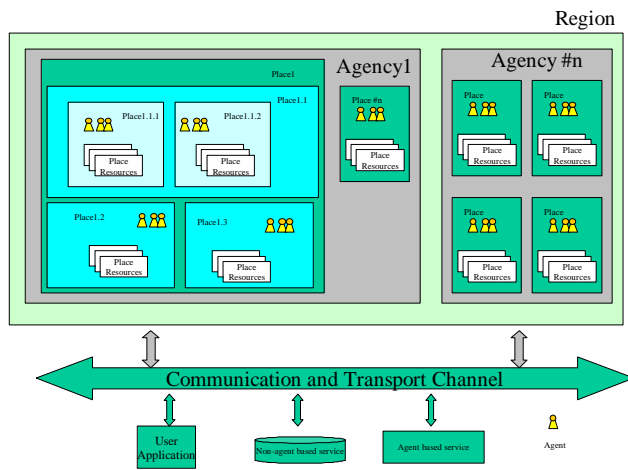 Region
Agency1
Agency #n
Place1
Place1.1
Place1.1.1
Place
Resources
Place1.1.2
Place
Resources
Place1.2
Place
Resources
Place1.3
Place
Resources
Place #n
Place
Resources
Place
Place
Resources
Place
Place
Resources
Place
Place
Resources
Place
Place
Resources
Communication and Transport Channel
User
Application
Non-agent based service
Agent based service
Agent